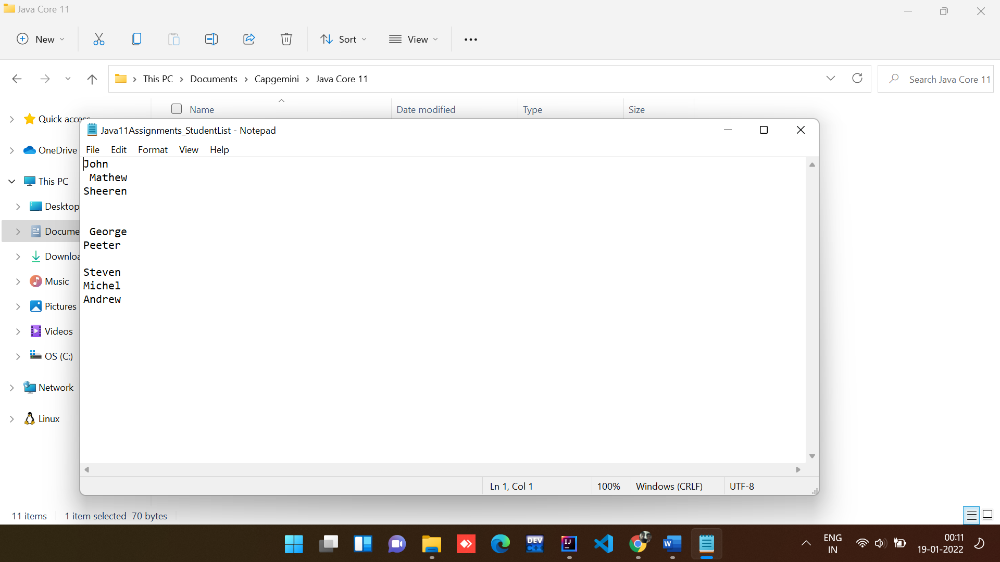 Java Core 11
New
Sort
View
This PC > Documents > Capgemini > Java Core 11
Search Java Core 11
Name Date modified Type Size
Quick access
OneDrive
This PC
Desktop
Docume
Downloa
Music
Pictures
Videos
OS (C:)
Network
Linux
Java11Assignments_StudentList - Notepad
File Edit Format View Help
John
Mathew
Sheeren
George
Peeter
Steven
Michel
Andrew
Ln 1, Col 1 100% Windows (CRLF) UTF-8
11 items 1 item selected 70 bytes
DEV
C++
IJ
W
ENG
IN
00:11
19-01-2022